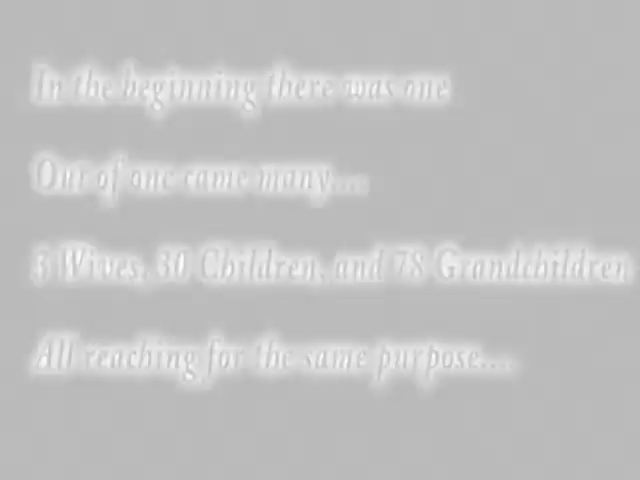 In the beginning there was one
Out of one came many...
3 Wives, 30 Children, and 78 Grandchildren
All reaching for the same purpose....